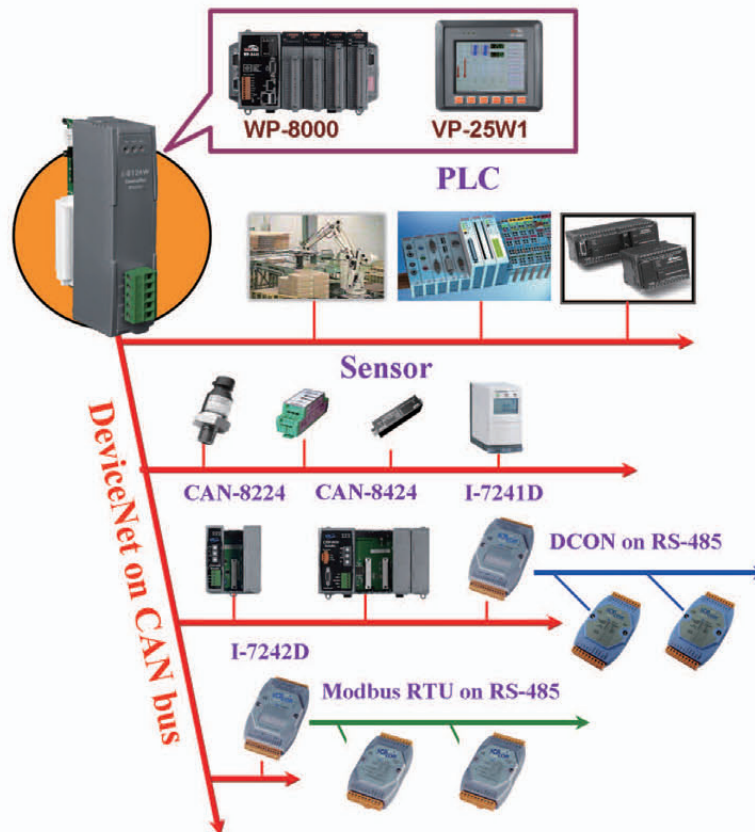 WP-8000
VP-25W1
PLC
Sensor
CAN-8224
CAN-8424
I-7241D
DCON on RS-485
I-7242D
Modbus RTU on RS-485
DeviceNet on CAN bus